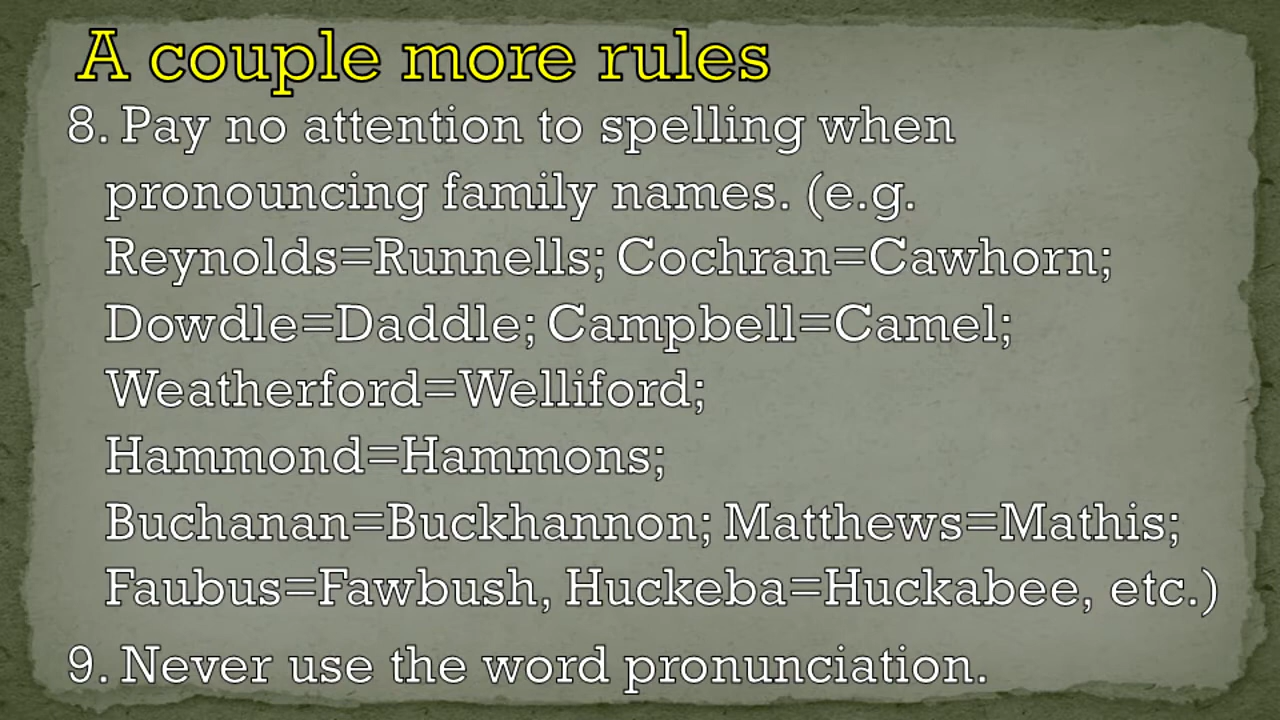 A couple more rules
8. Pay no attention to spelling when
pronouncing family names. (e.g.
Reynolds=Runnells; Cochran=Cawhorn;
Dowdle=Daddle; Campbell=Camel;
Weatherford=Welliford;
Hammond=Hammons;
Buchanan=Buckhannon; Matthews=Mathis;
Faubus=Fawbush, Huckeba=Huckabee, etc.)
9. Never use the word pronunciation.